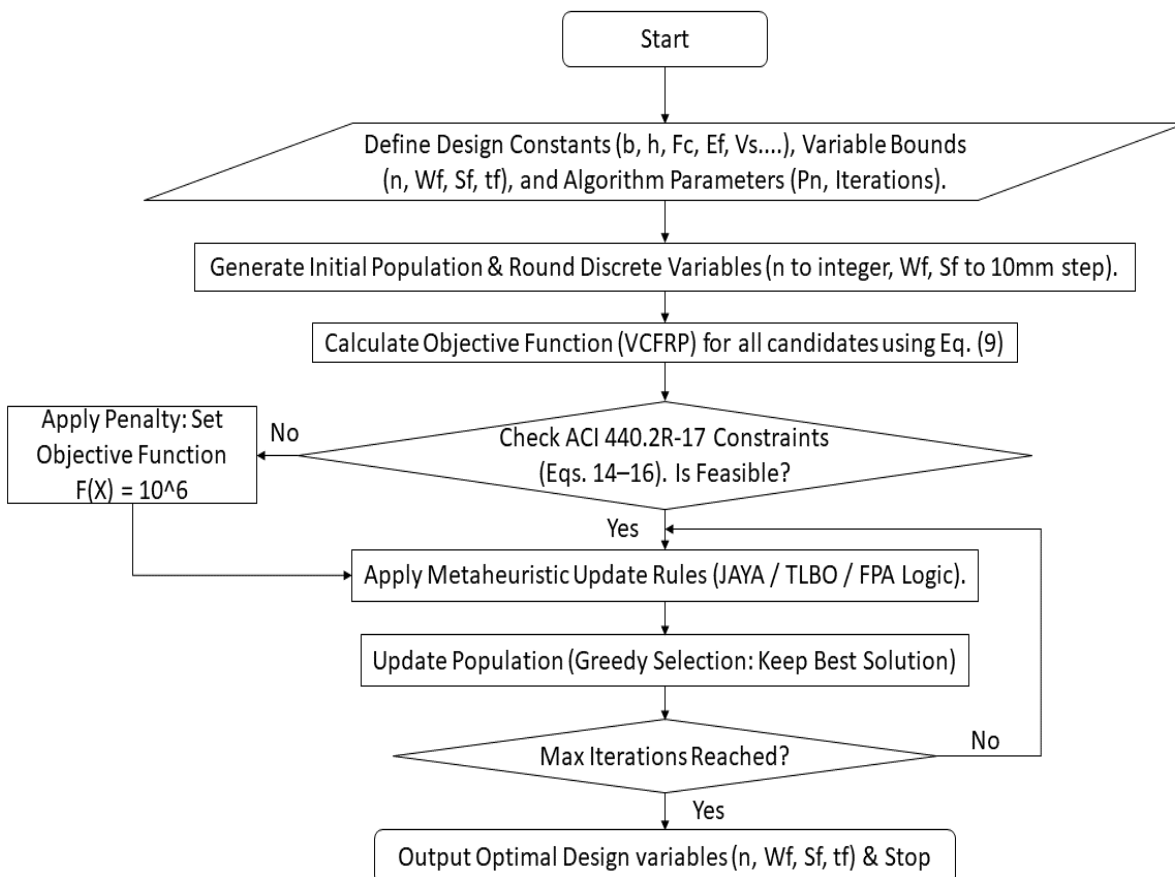 Start
Define Design Constants (b, h, Fc, Ef, Vs....), Variable Bounds
(n, Wf, Sf, tf), and Algorithm Parameters (Pn, Iterations).
Generate Initial Population & Round Discrete Variables (n to integer, Wf, Sf to 10mm step).
Calculate Objective Function (VCFRP) for all candidates using Eq. (9)
Check ACI 440.2R-17 Constraints
(Eqs. 14–16). Is Feasible?
No
Apply Penalty: Set
Objective Function
F(X) = 10^6
Yes
Apply Metaheuristic Update Rules (JAYA / TLBO / FPA Logic).
Update Population (Greedy Selection: Keep Best Solution)
Max Iterations Reached?
No
Yes
Output Optimal Design variables (n, Wf, Sf, tf) & Stop